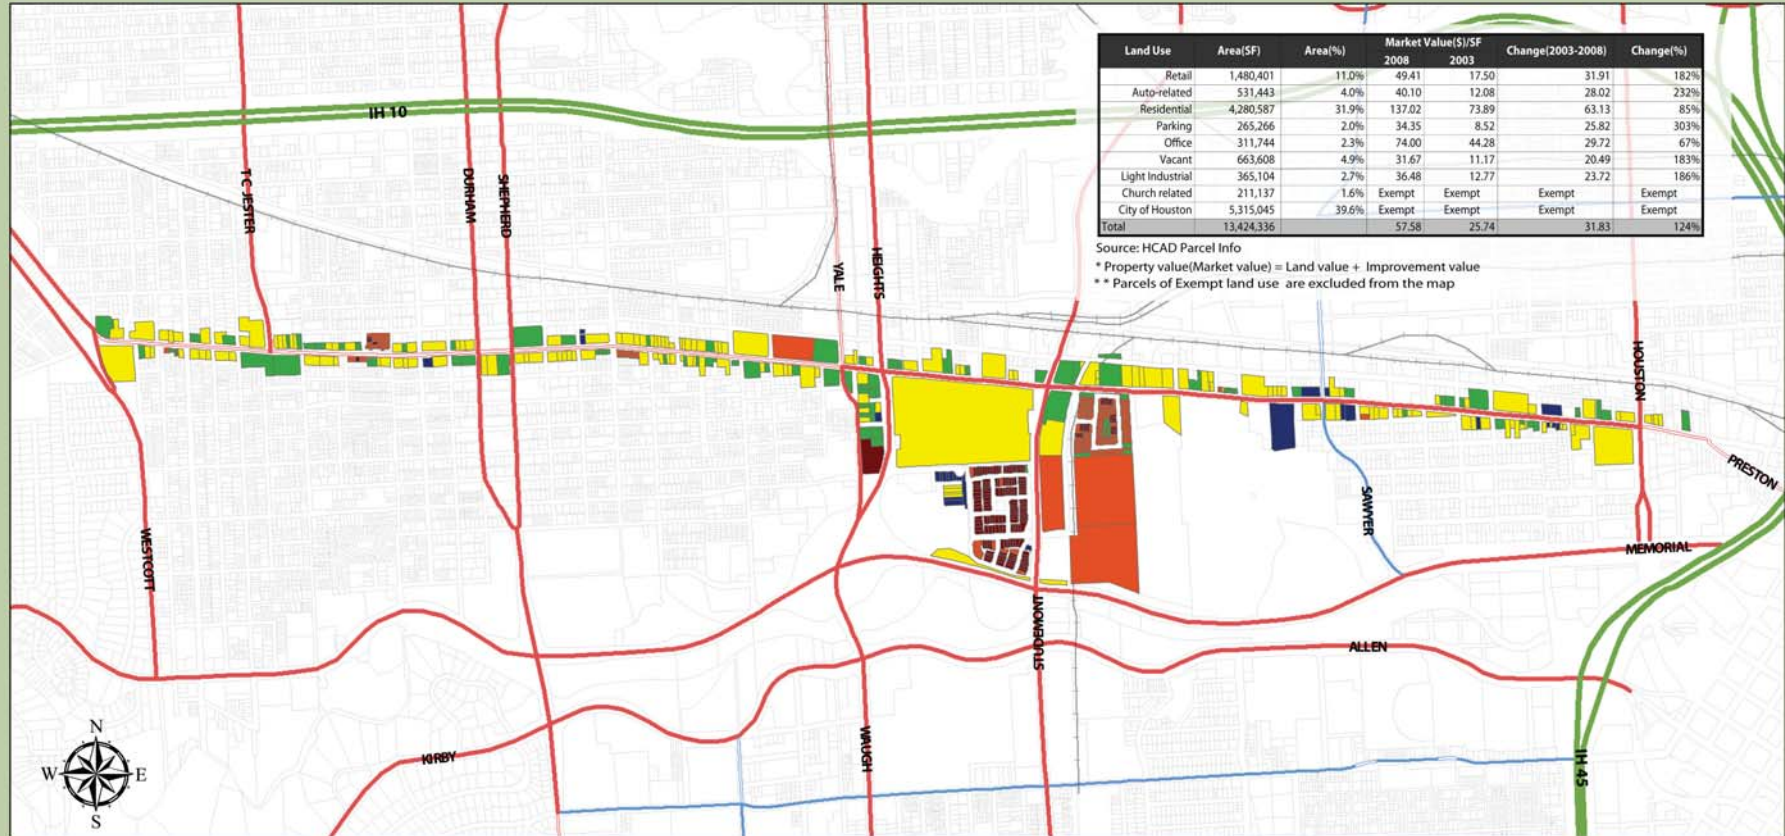 Land Use Area(SF) Area(%) Market Value($)/SF Change(2003-2008) Change(%)
2008 2003
Retail 1,480,401 11.0% 49.41 17.50 31.91 182%
Auto-related 531,443 4.0% 40.10 12.08 28.02 232%
Residential 4,280,587 31.9% 137.02 73.89 63.13 85%
Parking 265,266 2.0% 34.35 8.52 25.82 303%
Office 311,744 2.3% 74.00 44.28 29.72 67%
Vacant 663,608 4.9% 31.67 11.17 20.49 183%
Light Industrial 365,104 2.7% 36.48 12.77 23.72 186%
Church related 211,137 1.6% Exempt Exempt Exempt Exempt
City of Houston 5,315,045 39.6% Exempt Exempt Exempt Exempt
Total 13,424,336 57.58 25.74 31.83 124%
Source: HCAD Parcel Info
* Property value(Market value) = Land value + Improvement value
* * Parcels of Exempt land use are excluded from the map
IH 10
T C JESTER
DURHAM
SHEPHERD
YALE
HEIGHTS
HOUSTON
PRESTON
SAWYER
WESTCOTT
MEMORIAL
STUDEMONT
ALLEN
KIRBY
WAUGH
IH 45
N
W E
S